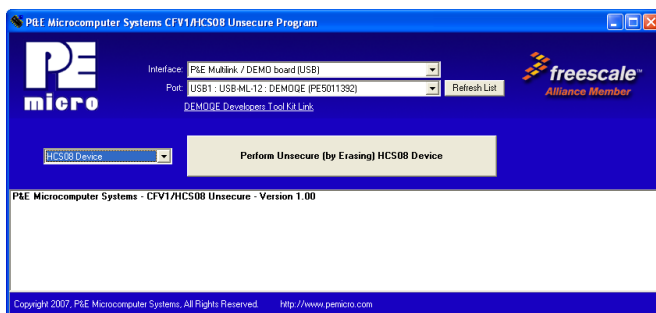 P&E Microcomputer Systems CFV1/HCS08 Unsecure Program
PE
micro
Interface: P&E Multilink / DEMO board (USB)
Port: USB1 : USB-ML-12 : DEMOQE (PE5011392) Refresh List
DEMOQE Developers Tool Kit Link
freescale™
Alliance Member
HCS08 Device Perform Unsecure (by Erasing) HCS08 Device
P&E Microcomputer Systems - CFV1/HCS08 Unsecure - Version 1.00
Copyright 2007, P&E Microcomputer Systems, All Rights Reserved. http://www.pemicro.com